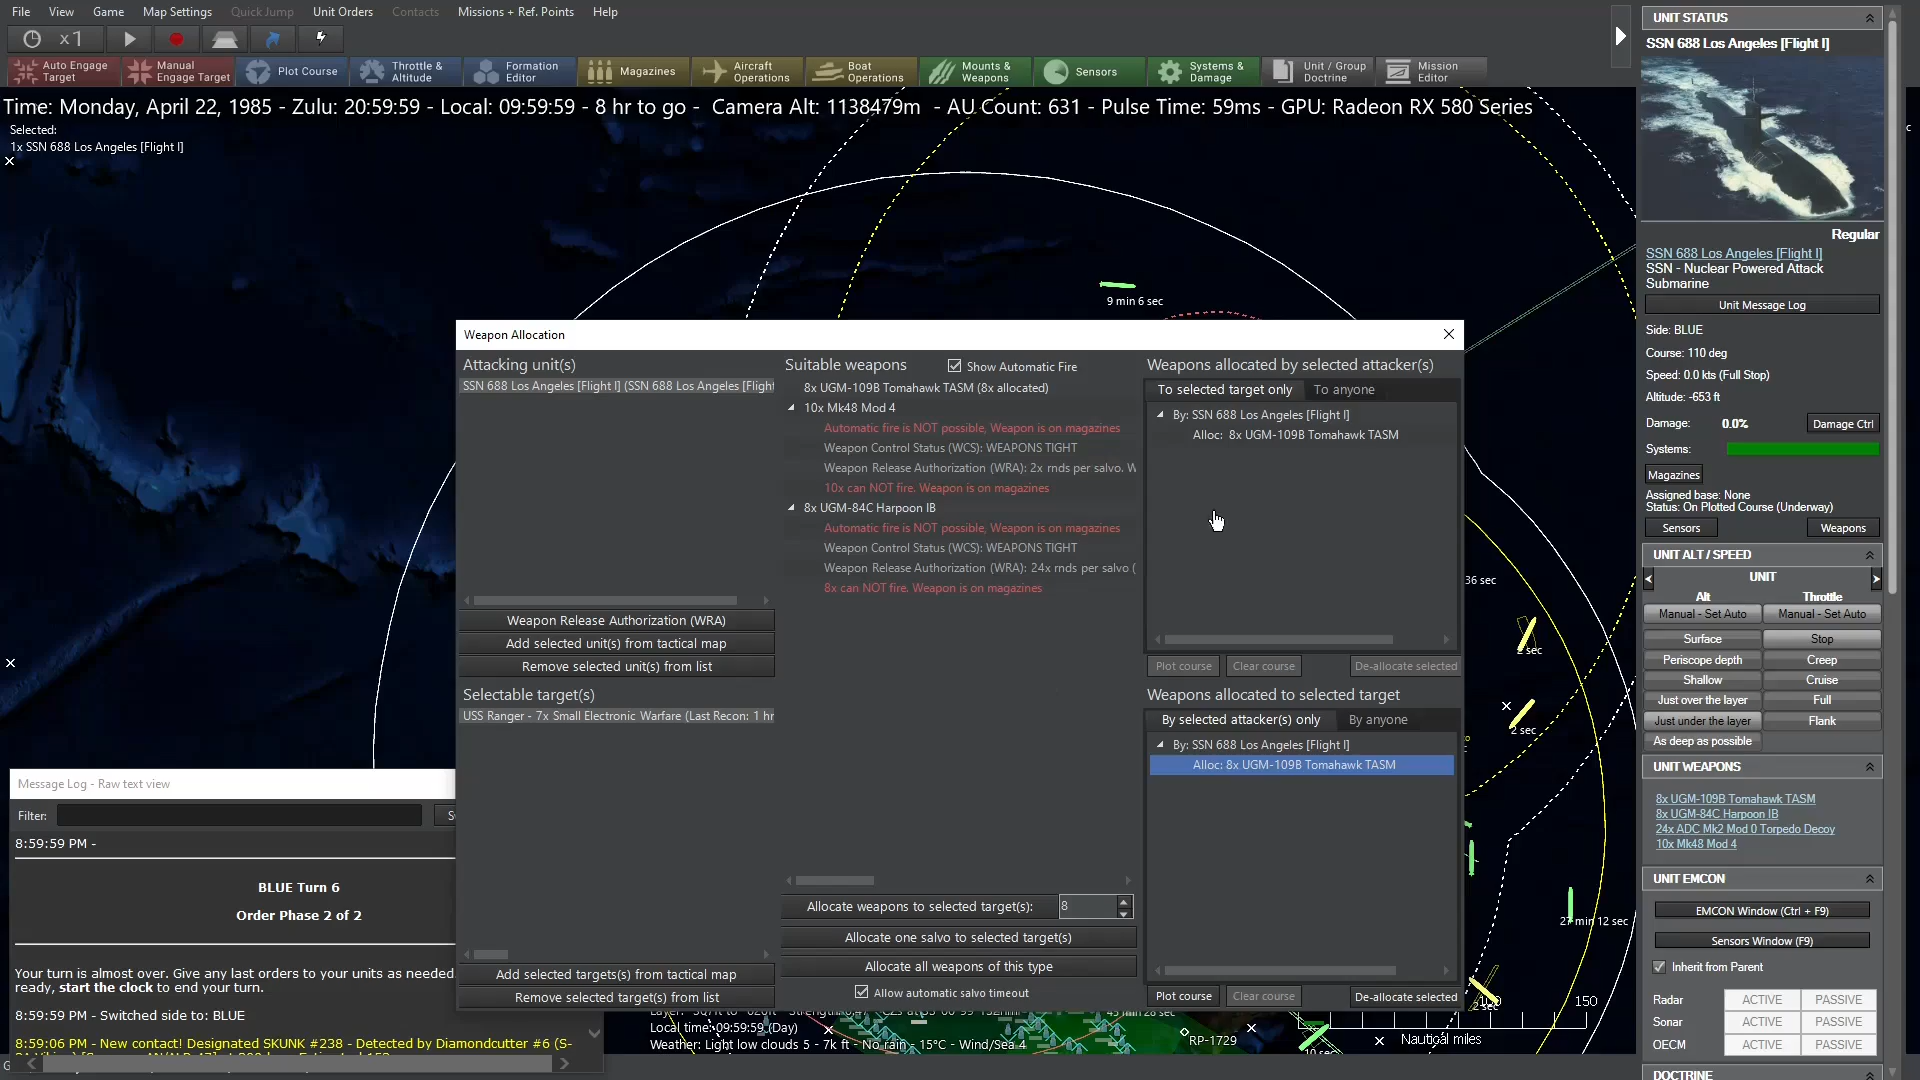 File View Game Map Settings Quick Jump Unit Orders Contacts Missions + Ref. Points Help
x1
Auto Engage Target
Manual Engage Target
Plot Course
Throttle & Altitude
Formation Editor
Magazines
Aircraft Operations
Boat Operations
Mounts & Weapons
Sensors
Systems & Damage
Unit / Group Doctrine
Mission Editor
Time: Monday, April 22, 1985 - Zulu: 20:59:59 - Local: 09:59:59 - 8 hr to go - Camera Alt: 1138479m - AU Count: 631 - Pulse Time: 59ms - GPU: Radeon RX 580 Series
Selected:
1x SSN 688 Los Angeles [Flight I]
9 min 6 sec
Weapon Allocation
Attacking unit(s)
SSN 688 Los Angeles [Flight I] (SSN 688 Los Angeles [Flight
Weapon Release Authorization (WRA)
Add selected unit(s) from tactical map
Remove selected unit(s) from list
Selectable target(s)
USS Ranger - 7x Small Electronic Warfare (Last Recon: 1 hr
Add selected targets(s) from tactical map
Remove selected target(s) from list
Suitable weapons
Show Automatic Fire
8x UGM-109B Tomahawk TASM (8x allocated)
10x Mk48 Mod 4
Automatic fire is NOT possible, Weapon is on magazines
Weapon Control Status (WCS): WEAPONS TIGHT
Weapon Release Authorization (WRA): 2x rnds per salvo. W
10x can NOT fire. Weapon is on magazines
8x UGM-84C Harpoon IB
Automatic fire is NOT possible, Weapon is on magazines
Weapon Control Status (WCS): WEAPONS TIGHT
Weapon Release Authorization (WRA): 24x rnds per salvo (
8x can NOT fire. Weapon is on magazines
Allocate weapons to selected target(s): 8
Allocate one salvo to selected target(s)
Allocate all weapons of this type
Allow automatic salvo timeout
Weapons allocated by selected attacker(s)
To selected target only To anyone
By: SSN 688 Los Angeles [Flight I]
Alloc: 8x UGM-109B Tomahawk TASM
Plot course Clear course De-allocate selected
Weapons allocated to selected target
By selected attacker(s) only By anyone
By: SSN 688 Los Angeles [Flight I]
Alloc: 8x UGM-109B Tomahawk TASM
Plot course Clear course De-allocate selected
36 sec
2 sec
2 sec
27 min 12 sec
2 sec
100 150
Nautical miles
RP-1729
10 sec
45 min 28 sec
Local time: 09:59:59 (Day)
Weather: Light low clouds 5 - 7k ft - No rain - 15°C - Wind/Sea 4
Message Log - Raw text view
Filter:
8:59:59 PM -
BLUE Turn 6
Order Phase 2 of 2
Your turn is almost over. Give any last orders to your units as needed.
ready, start the clock to end your turn.
8:59:59 PM - Switched side to: BLUE
8:59:06 PM - New contact! Designated SKUNK #238 - Detected by Diamondcutter #6 (S-
UNIT STATUS
SSN 688 Los Angeles [Flight I]
Regular
SSN 688 Los Angeles [Flight I]
SSN - Nuclear Powered Attack
Submarine
Unit Message Log
Side: BLUE
Course: 110 deg
Speed: 0.0 kts (Full Stop)
Altitude: -653 ft
Damage: 0.0% Damage Ctrl
Systems:
Magazines
Assigned base: None
Status: On Plotted Course (Underway)
Sensors Weapons
UNIT ALT / SPEED
UNIT
Alt Throttle
Manual - Set Auto Manual - Set Auto
Surface Stop
Periscope depth Creep
Shallow Cruise
Just over the layer Full
Just under the layer Flank
As deep as possible
UNIT WEAPONS
8x UGM-109B Tomahawk TASM
8x UGM-84C Harpoon IB
24x ADC Mk2 Mod 0 Torpedo Decoy
10x Mk48 Mod 4
UNIT EMCON
EMCON Window (Ctrl + F9)
Sensors Window (F9)
Inherit from Parent
Radar ACTIVE PASSIVE
Sonar ACTIVE PASSIVE
OECM ACTIVE PASSIVE
DOCTRINE